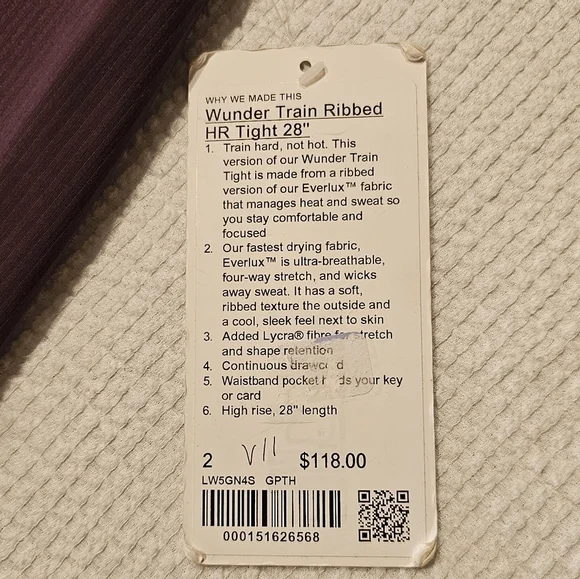 WHY WE MADE THIS
Wunder Train Ribbed
HR Tight 28"
1. Train hard, not hot. This
version of our Wunder Train
Tight is made from a ribbed
version of our Everlux™ fabric
that manages heat and sweat so
you stay comfortable and
focused
2. Our fastest drying fabric,
Everlux™ is ultra-breathable,
four-way stretch, and wicks
away sweat. It has a soft,
ribbed texture the outside and
a cool, sleek feel next to skin
3. Added Lycra® fibre for stretch
and shape retention
4. Continuous
5. Waistband pocket your key
or card
6. High rise, 28" length
2 $118.00
LW5GN4S GPTH
000151626568